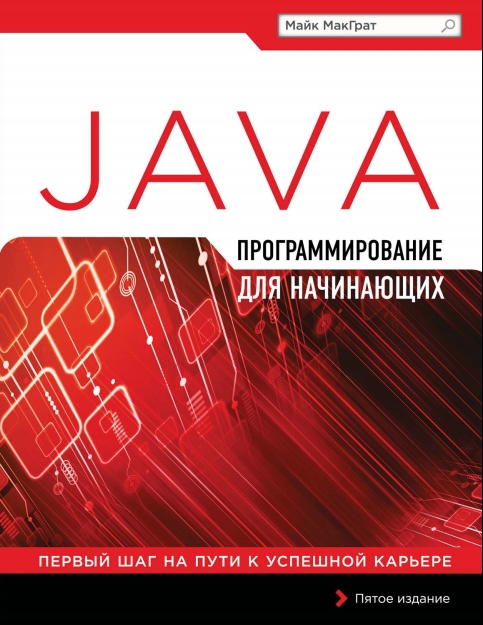 Майк МакГрат
JAVA
ПРОГРАММИРОВАНИЕ
ДЛЯ НАЧИНАЮЩИХ
ПЕРВЫЙ ШАГ НА ПУТИ К УСПЕШНОЙ КАРЬЕРЕ
Пятое издание